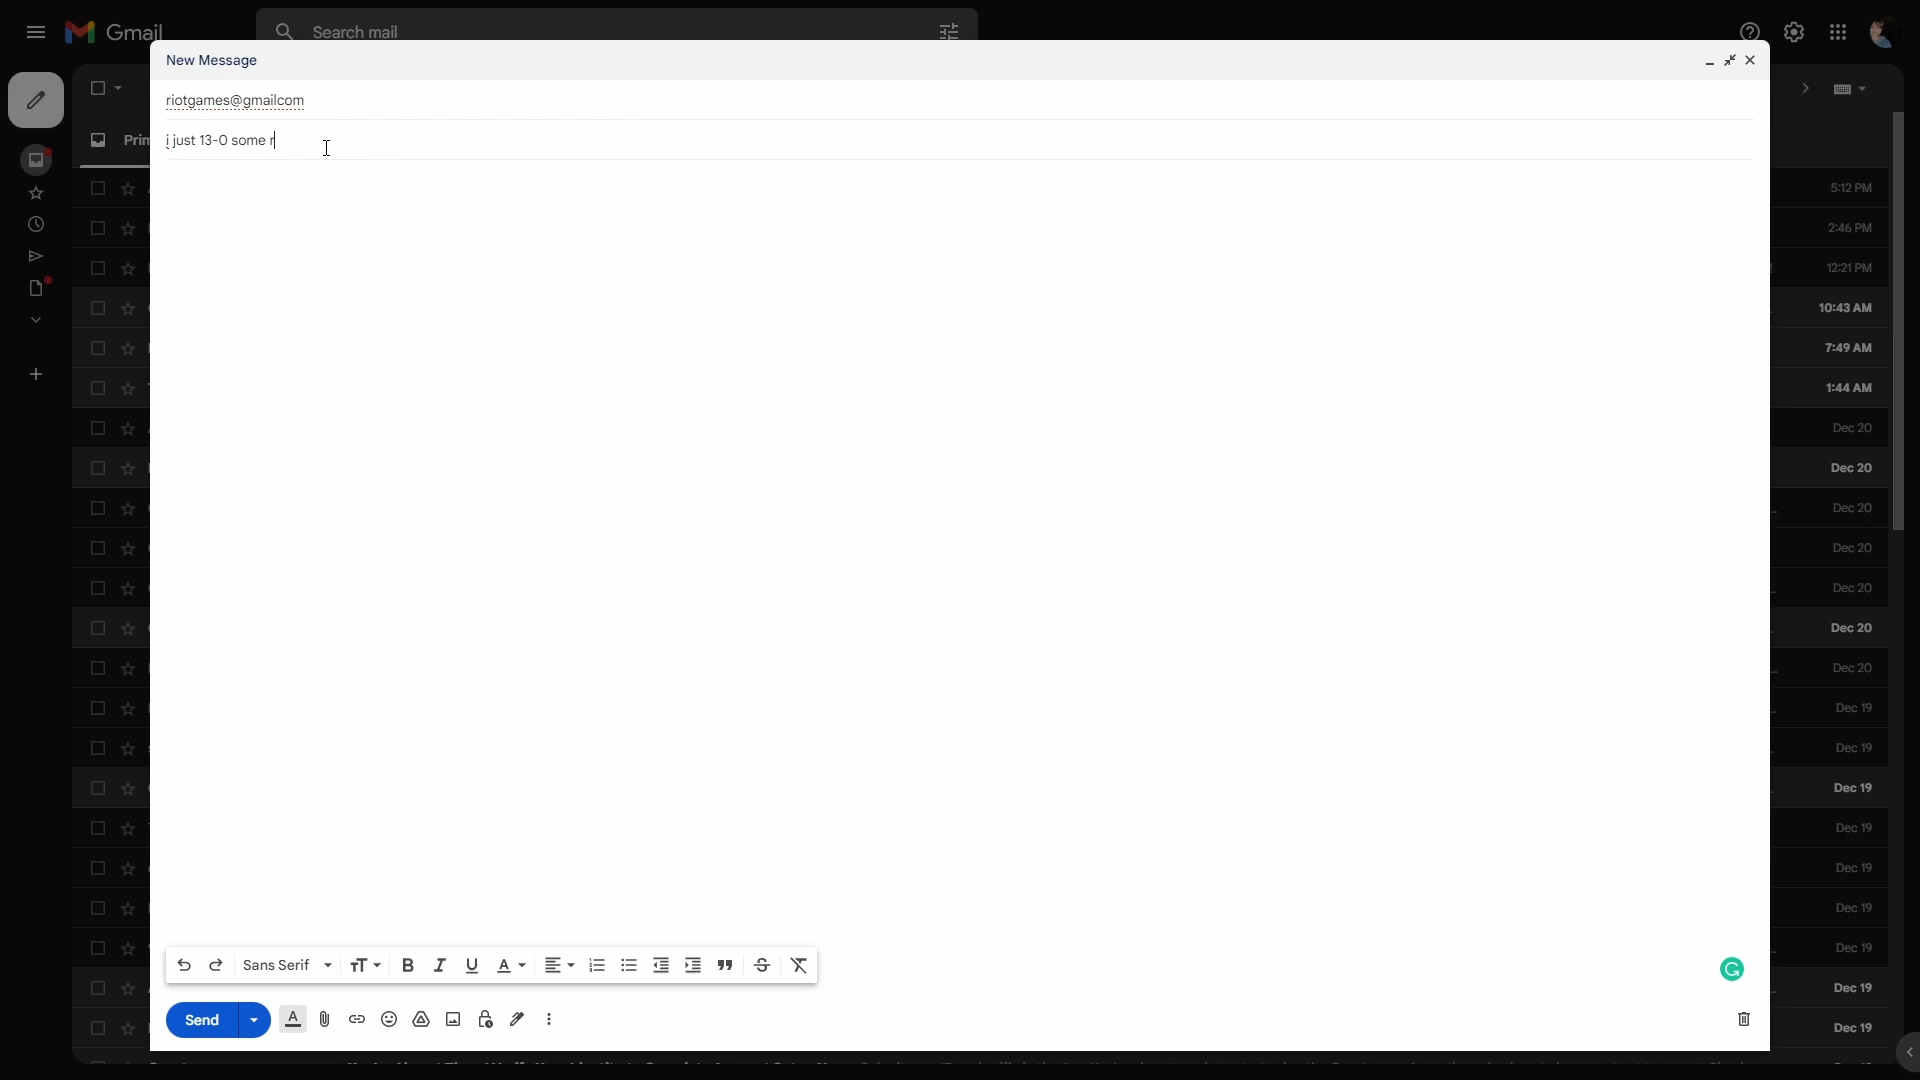 Gmail
Search mail
New Message
riotgames@gmailcom
i just 13-0 some r
Prim
5:12 PM
2:46 PM
12:21 PM
10:43 AM
7:49 AM
1:44 AM
Dec 20
Dec 20
Dec 20
Dec 20
Dec 20
Dec 20
Dec 20
Dec 19
Dec 19
Dec 19
Dec 19
Dec 19
Dec 19
Dec 19
Dec 19
Dec 19
Sans Serif
Send